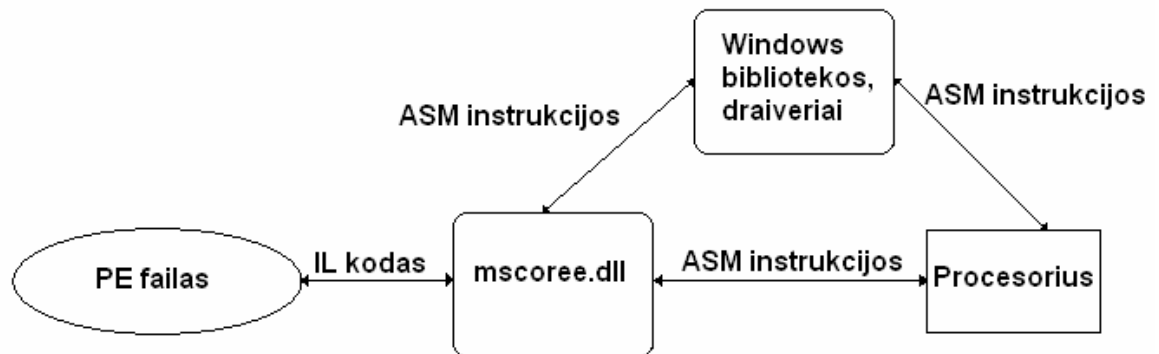 Windows
bibliotekos,
draiveriai
ASM instrukcijos
ASM instrukcijos
PE failas
IL kodas
mscoree.dll
ASM instrukcijos
Procesorius